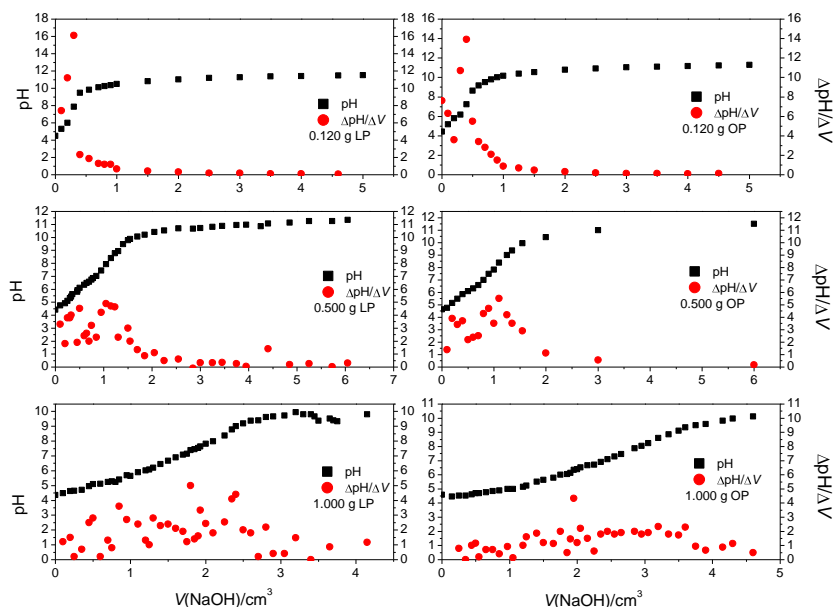 pH
18 16 14 12 10 8 6 4 2 0
pH
ΔpH/ΔV
0.120 g LP
18 16 14 12 10 8 6 4 2 0
0 1 2 3 4 5
16 14 12 10 8 6 4 2 0
pH
ΔpH/ΔV
0.120 g OP
16 14 12 10 8 6 4 2 0
ΔpH/ΔV
0 1 2 3 4 5
pH
12 11 10 9 8 7 6 5 4 3 2 1 0
pH
ΔpH/ΔV
0.500 g LP
12 11 10 9 8 7 6 5 4 3 2 1 0
0 1 2 3 4 5 6 7
12 11 10 9 8 7 6 5 4 3 2 1 0
pH
ΔpH/ΔV
0.500 g OP
12 11 10 9 8 7 6 5 4 3 2 1 0
ΔpH/ΔV
0 1 2 3 4 5 6
pH
10 9 8 7 6 5 4 3 2 1 0
pH
ΔpH/ΔV
1.000 g LP
10 9 8 7 6 5 4 3 2 1 0
0 1 2 3 4
V(NaOH)/cm³
11 10 9 8 7 6 5 4 3 2 1 0
pH
ΔpH/ΔV
1.000 g OP
11 10 9 8 7 6 5 4 3 2 1 0
ΔpH/ΔV
0 1 2 3 4 5
V(NaOH)/cm³